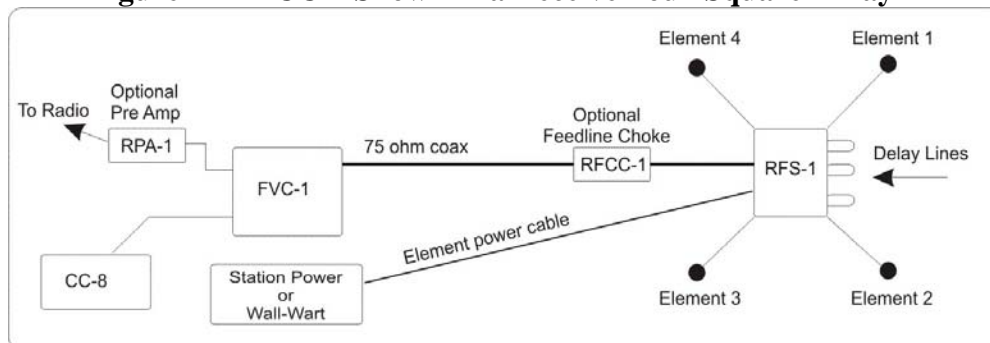 Element 4
Element 1
Optional
Pre Amp
To Radio
RPA-1
Optional
Feedline Choke
75 ohm coax
RFCC-1
RFS-1
Delay Lines
FVC-1
Element power cable
CC-8
Station Power
or
Wall-Wart
Element 3
Element 2